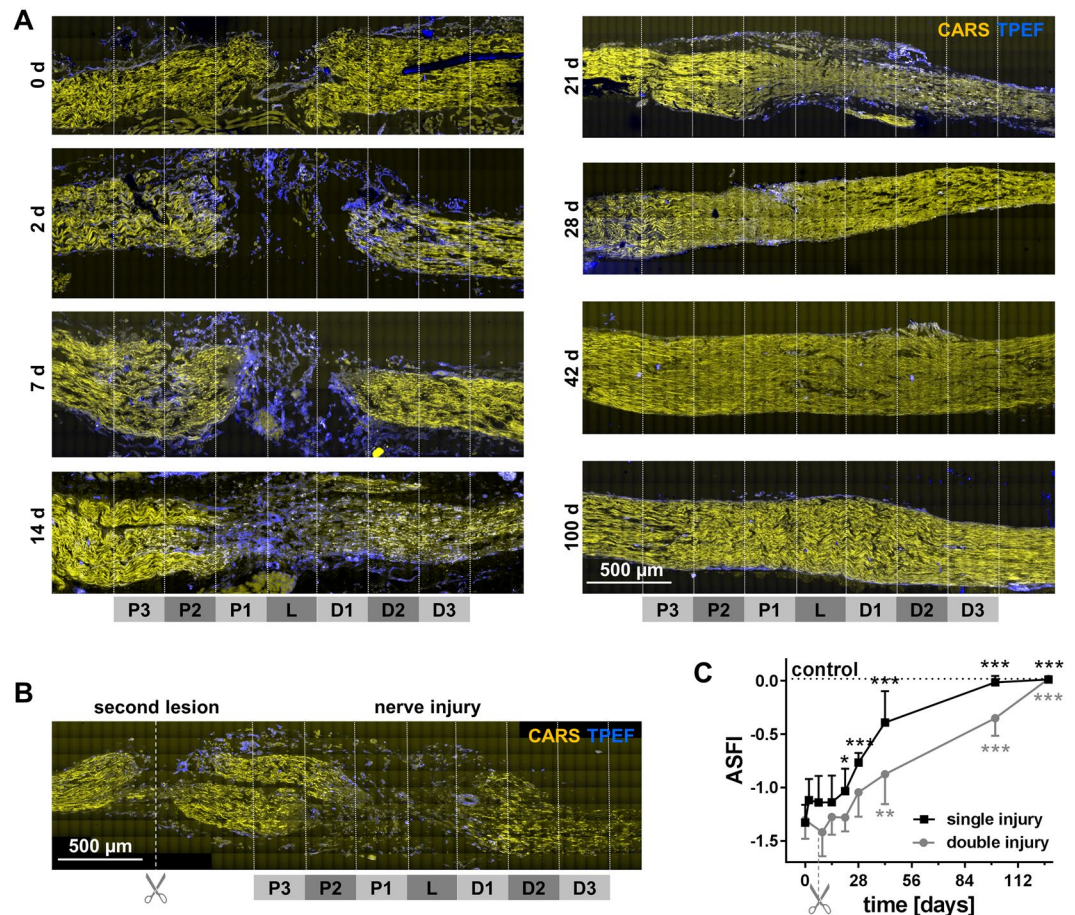 A
CARS TPEF
0 d
2 d
7 d
14 d
21 d
28 d
42 d
100 d
500 µm
P3 P2 P1 L D1 D2 D3
P3 P2 P1 L D1 D2 D3
B
second lesion
nerve injury
CARS TPEF
500 µm
P3 P2 P1 L D1 D2 D3
C
control
*** *** ***
***
***
*
***
***
**
0.0
-0.5
-1.0
-1.5
ASFI
single injury
double injury
0 28 56 84 112
time [days]